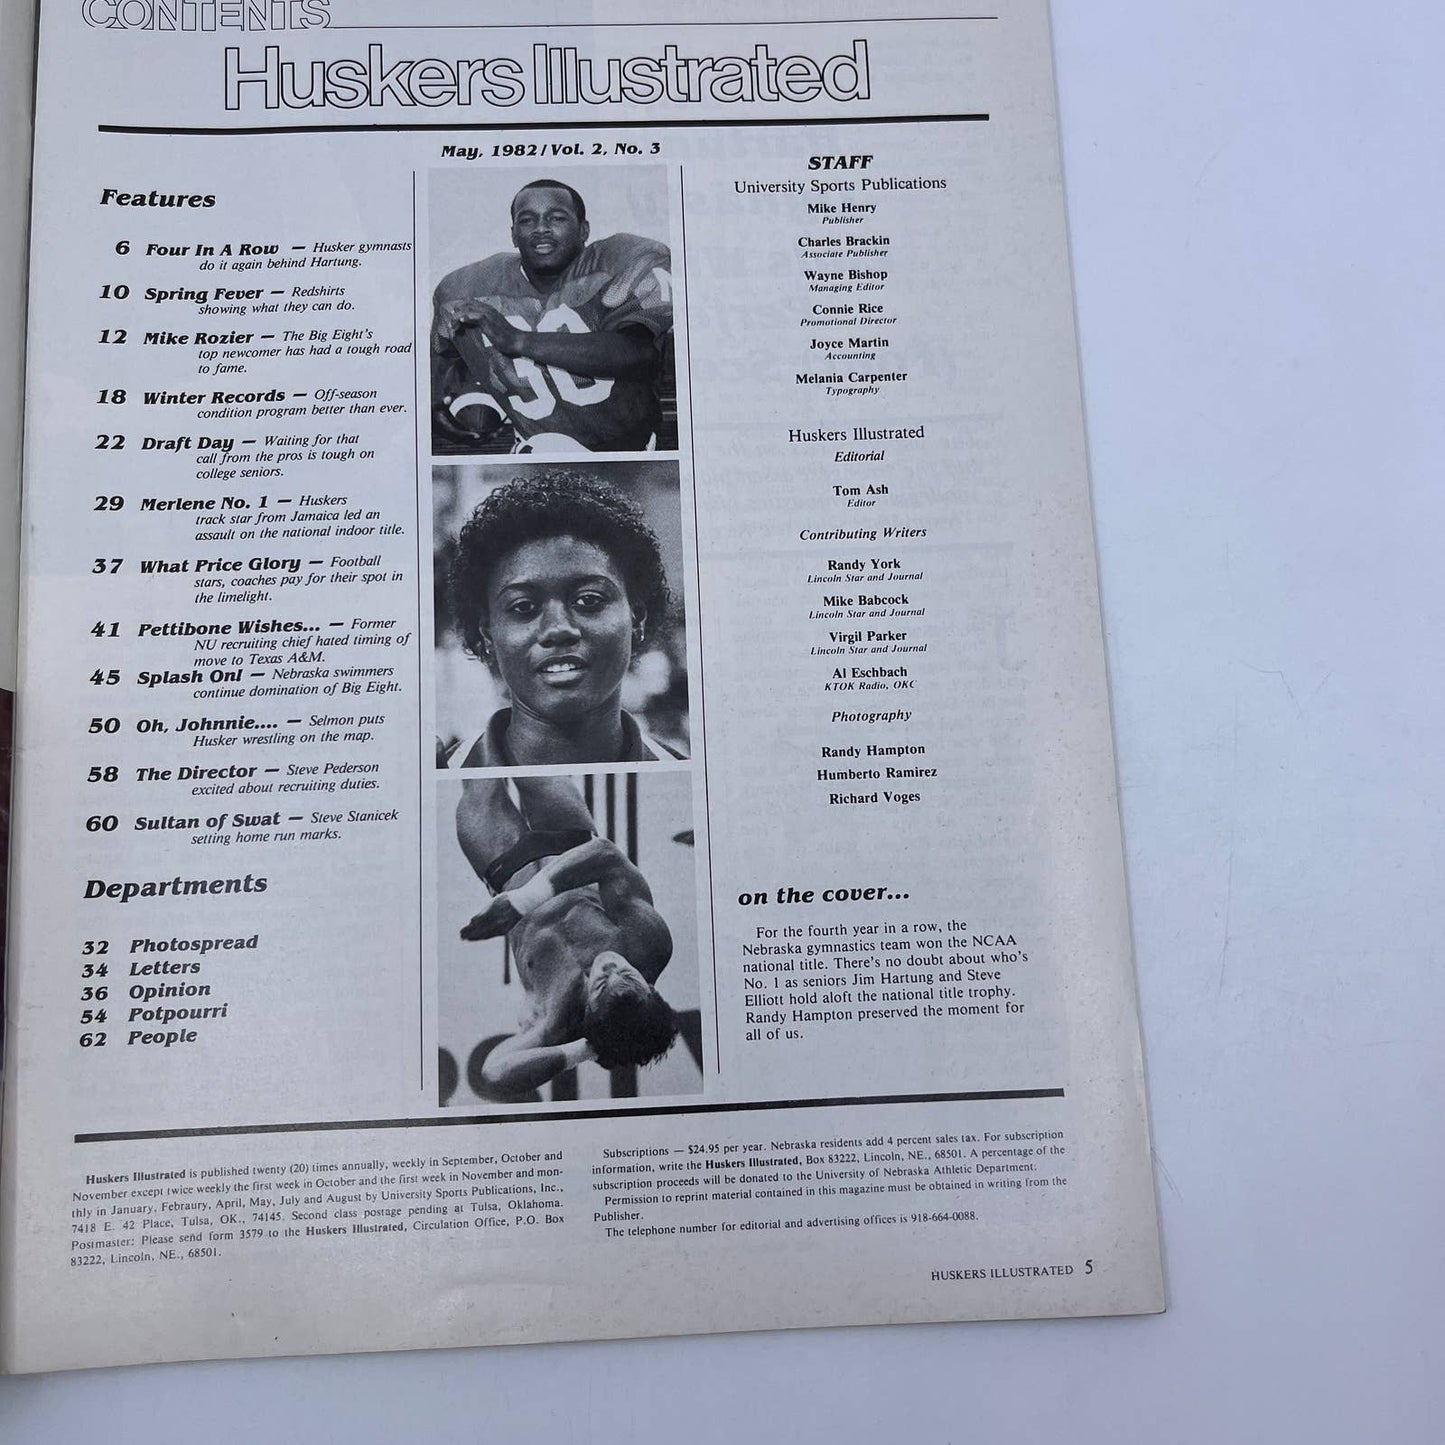 CONTENTS
Huskers Illustrated
May, 1982/Vol. 2, No. 3
Features
6 Four In A Row — Husker gymnasts
do it again behind Hartung.
10 Spring Fever — Redshirts
showing what they can do.
12 Mike Rozier — The Big Eight's
top newcomer has had a tough road
to fame.
18 Winter Records — Off-season
condition program better than ever.
22 Draft Day — Waiting for that
call from the pros is tough on
college seniors.
29 Merlene No. 1 — Huskers
track star from Jamaica led an
assault on the national indoor title.
37 What Price Glory — Football
stars, coaches pay for their spot in
the limelight.
41 Pettibone Wishes... — Former
NU recruiting chief hated timing of
move to Texas A&M.
45 Splash On! — Nebraska swimmers
continue domination of Big Eight.
50 Oh, Johnnie.... — Selmon puts
Husker wrestling on the map.
58 The Director — Steve Pederson
excited about recruiting duties.
60 Sultan of Swat — Steve Stanicek
setting home run marks.
Departments
32 Photospread
34 Letters
36 Opinion
54 Potpourri
62 People
30
STAFF
University Sports Publications
Mike Henry
Publisher
Charles Brackin
Associate Publisher
Wayne Bishop
Managing Editor
Connie Rice
Promotional Director
Joyce Martin
Accounting
Melania Carpenter
Typography
Huskers Illustrated
Editorial
Tom Ash
Editor
Contributing Writers
Randy York
Lincoln Star and Journal
Mike Babcock
Lincoln Star and Journal
Virgil Parker
Lincoln Star and Journal
Al Eschbach
KTOK Radio, OKC
Photography
Randy Hampton
Humberto Ramirez
Richard Voges
on the cover...
For the fourth year in a row, the
Nebraska gymnastics team won the NCAA
national title. There's no doubt about who's
No. 1 as seniors Jim Hartung and Steve
Elliott hold aloft the national title trophy.
Randy Hampton preserved the moment for
all of us.
Huskers Illustrated is published twenty (20) times annually, weekly in September, October and
November except twice weekly the first week in October and the first week in November and mon-
thly in January, Febraury, April, May, July and August by University Sports Publications, Inc.,
7418 E. 42 Place, Tulsa, OK., 74145. Second class postage pending at Tulsa, Oklahoma.
Postmaster: Please send form 3579 to the Huskers Illustrated, Circulation Office, P.O. Box
83222, Lincoln, NE., 68501.
Subscriptions — $24.95 per year. Nebraska residents add 4 percent sales tax. For subscription
information, write the Huskers Illustrated, Box 83222, Lincoln, NE., 68501. A percentage of the
subscription proceeds will be donated to the University of Nebraska Athletic Department.
Permission to reprint material contained in this magazine must be obtained in writing from the
Publisher.
The telephone number for editorial and advertising offices is 918-664-0088.
HUSKERS ILLUSTRATED 5